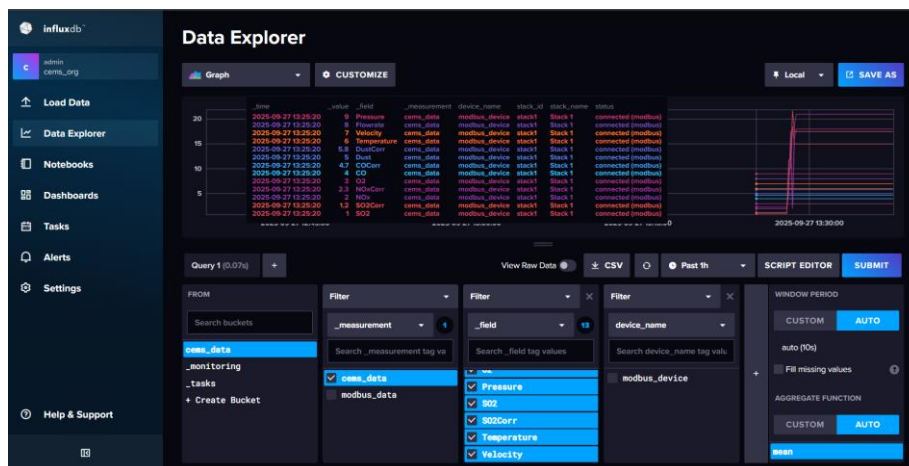 influxdb
Data Explorer
c
admin
cems_org
Graph
CUSTOMIZE
Local
SAVE AS
Load Data
Data Explorer
Notebooks
Dashboards
Tasks
Alerts
Settings
Help & Support
20
15
10
5
_time _value _field _measurement device_name stack_id stack_name status
2025-09-27 13:25:20 9 Pressure cems_data modbus_device stack1 Stack 1 connected (modbus)
2025-09-27 13:25:20 8 Flowrate cems_data modbus_device stack1 Stack 1 connected (modbus)
2025-09-27 13:25:20 7 Velocity cems_data modbus_device stack1 Stack 1 connected (modbus)
2025-09-27 13:25:20 6 Temperature cems_data modbus_device stack1 Stack 1 connected (modbus)
2025-09-27 13:25:20 5.8 DustCorr cems_data modbus_device stack1 Stack 1 connected (modbus)
2025-09-27 13:25:20 5 Dust cems_data modbus_device stack1 Stack 1 connected (modbus)
2025-09-27 13:25:20 4.7 COCorr cems_data modbus_device stack1 Stack 1 connected (modbus)
2025-09-27 13:25:20 4 CO cems_data modbus_device stack1 Stack 1 connected (modbus)
2025-09-27 13:25:20 3 O2 cems_data modbus_device stack1 Stack 1 connected (modbus)
2025-09-27 13:25:20 2.3 NOxCorr cems_data modbus_device stack1 Stack 1 connected (modbus)
2025-09-27 13:25:20 2 NOx cems_data modbus_device stack1 Stack 1 connected (modbus)
2025-09-27 13:25:20 1.2 SO2Corr cems_data modbus_device stack1 Stack 1 connected (modbus)
2025-09-27 13:25:20 1 SO2 cems_data modbus_device stack1 Stack 1 connected (modbus)
2025-09-27 13:30:00
Query 1 (0.07s)
+
View Raw Data
CSV
Past 1h
SCRIPT EDITOR
SUBMIT
FROM
Search buckets
cems_data
_monitoring
_tasks
+ Create Bucket
Filter
_measurement
1
Search _measurement tag va
cems_data
modbus_data
Filter
_field
13
Search _field tag values
O2
Pressure
SO2
SO2Corr
Temperature
Velocity
Filter
device_name
Search device_name tag valu
modbus_device
+
WINDOW PERIOD
CUSTOM
AUTO
auto (10s)
Fill missing values
AGGREGATE FUNCTION
CUSTOM
AUTO
mean